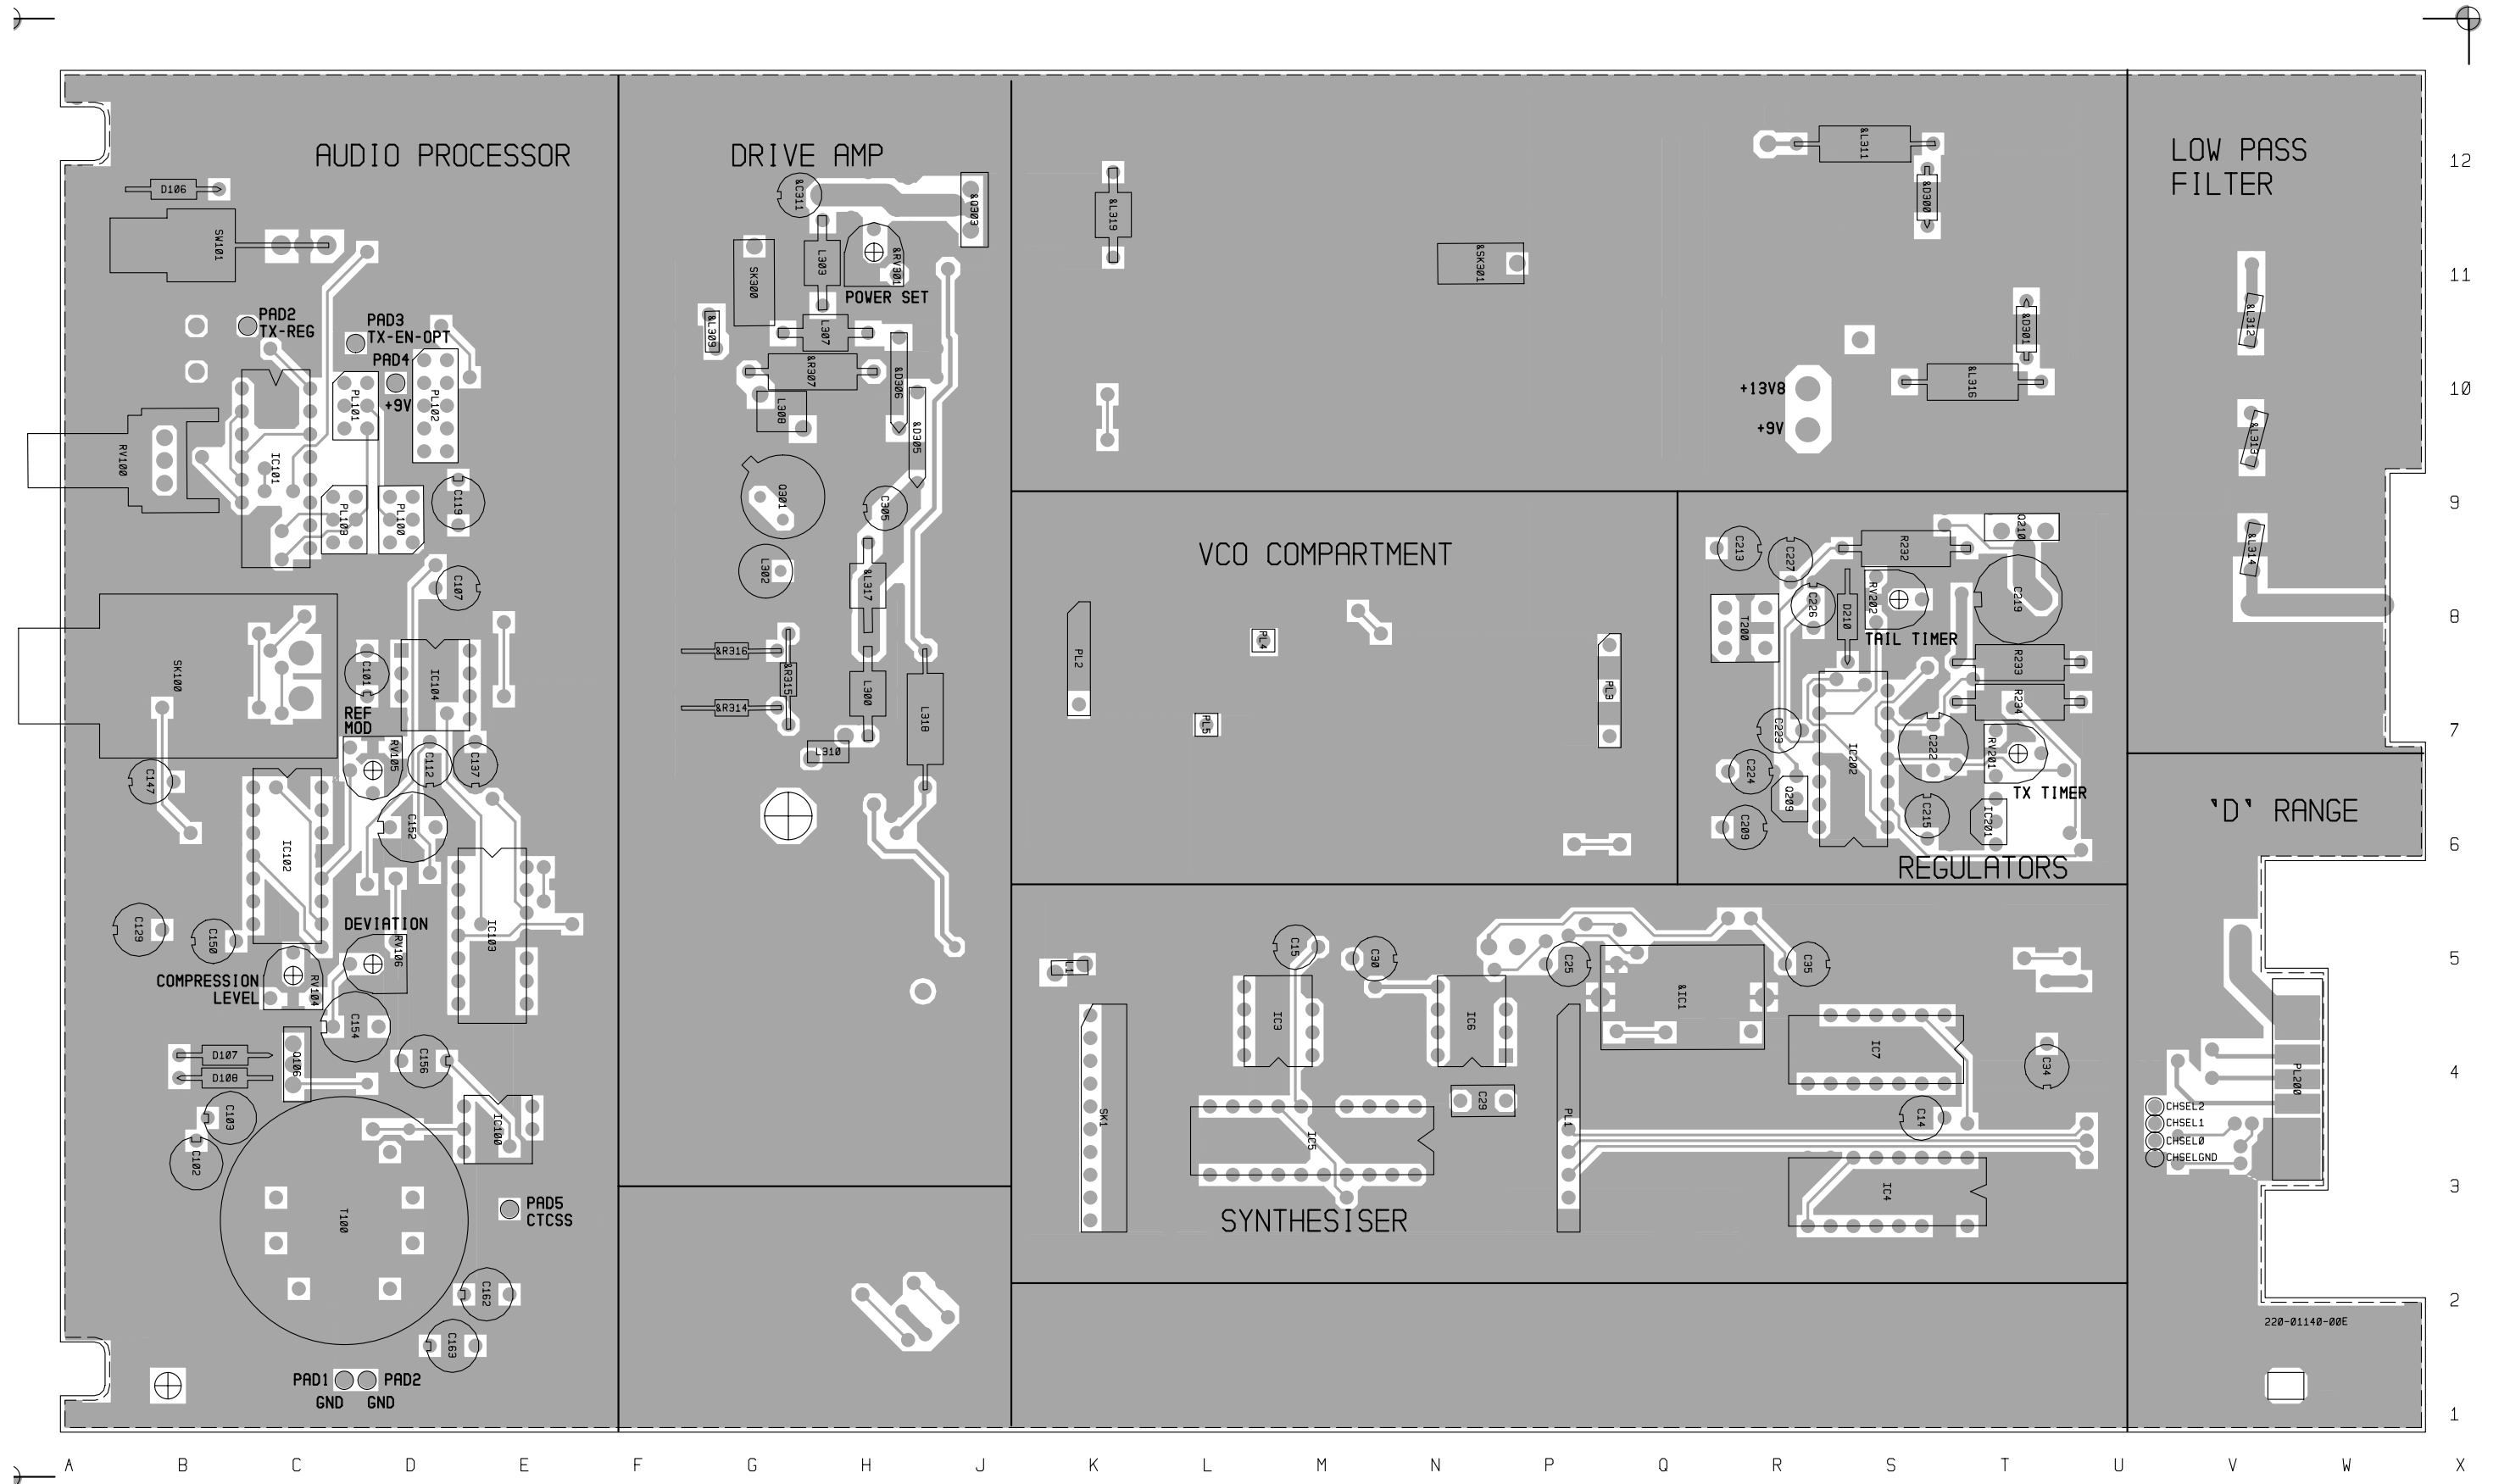 AUDIO PROCESSOR
DRIVE AMP
LOW PASS
FILTER
12
D106
SW101
&C311
&Q303
&L319
&L311
&D300
L303
&RV301
POWER SET
SK300
&SK301
11
PAD2
TX-REG
PAD3
TX-EN-OPT
PAD4
+9V
&L309
L307
&R307
L308
&D306
&D305
&D301
&L316
&L312
+13V8
+9V
10
PL101
PL102
RV100
IC101
&L313
C119
PL103
PL100
Q301
C305
9
L302
&L317
VCO COMPARTMENT
C213
C227
R232
Q210
&L314
C107
C226
D210
RV202
C219
T200
TAIL TIMER
8
SK100
C101
IC104
&R316
&R315
&R314
L300
L318
L310
PL2
PL4
PL5
PL3
R233
R234
REF
MOD
RV105
C112
C137
C223
C224
IC202
C222
RV201
TX TIMER
7
C147
C152
IC102
Q209
C209
C215
IC201
REGULATORS
'D' RANGE
6
IC103
DEVIATION
RV106
C129
C150
COMPRESSION
LEVEL
RV104
C154
L1
C15
C30
C25
&IC1
C35
5
IC3
IC6
IC7
C34
D107
D108
Q106
C156
C29
PL200
4
C103
C102
IC100
SK1
IC5
PL1
C14
IC4
CHSEL2
CHSEL1
CHSEL0
CHSELGND
3
T100
PAD5
CTCSS
SYNTHESISER
C162
C163
2
220-01140-00E
PAD1
PAD2
GND
GND
1
A B C D E F G H J K L M N P Q R S T U V W X